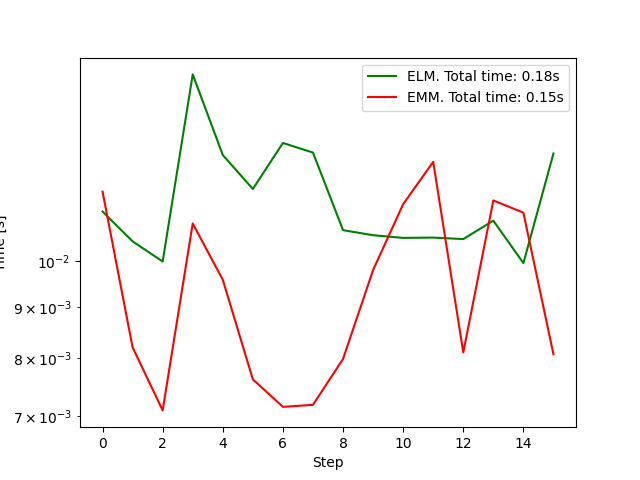 ELM. Total time: 0.18s
EMM. Total time: 0.15s
10⁻²
9 × 10⁻³
8 × 10⁻³
7 × 10⁻³
0 2 4 6 8 10 12 14
Step